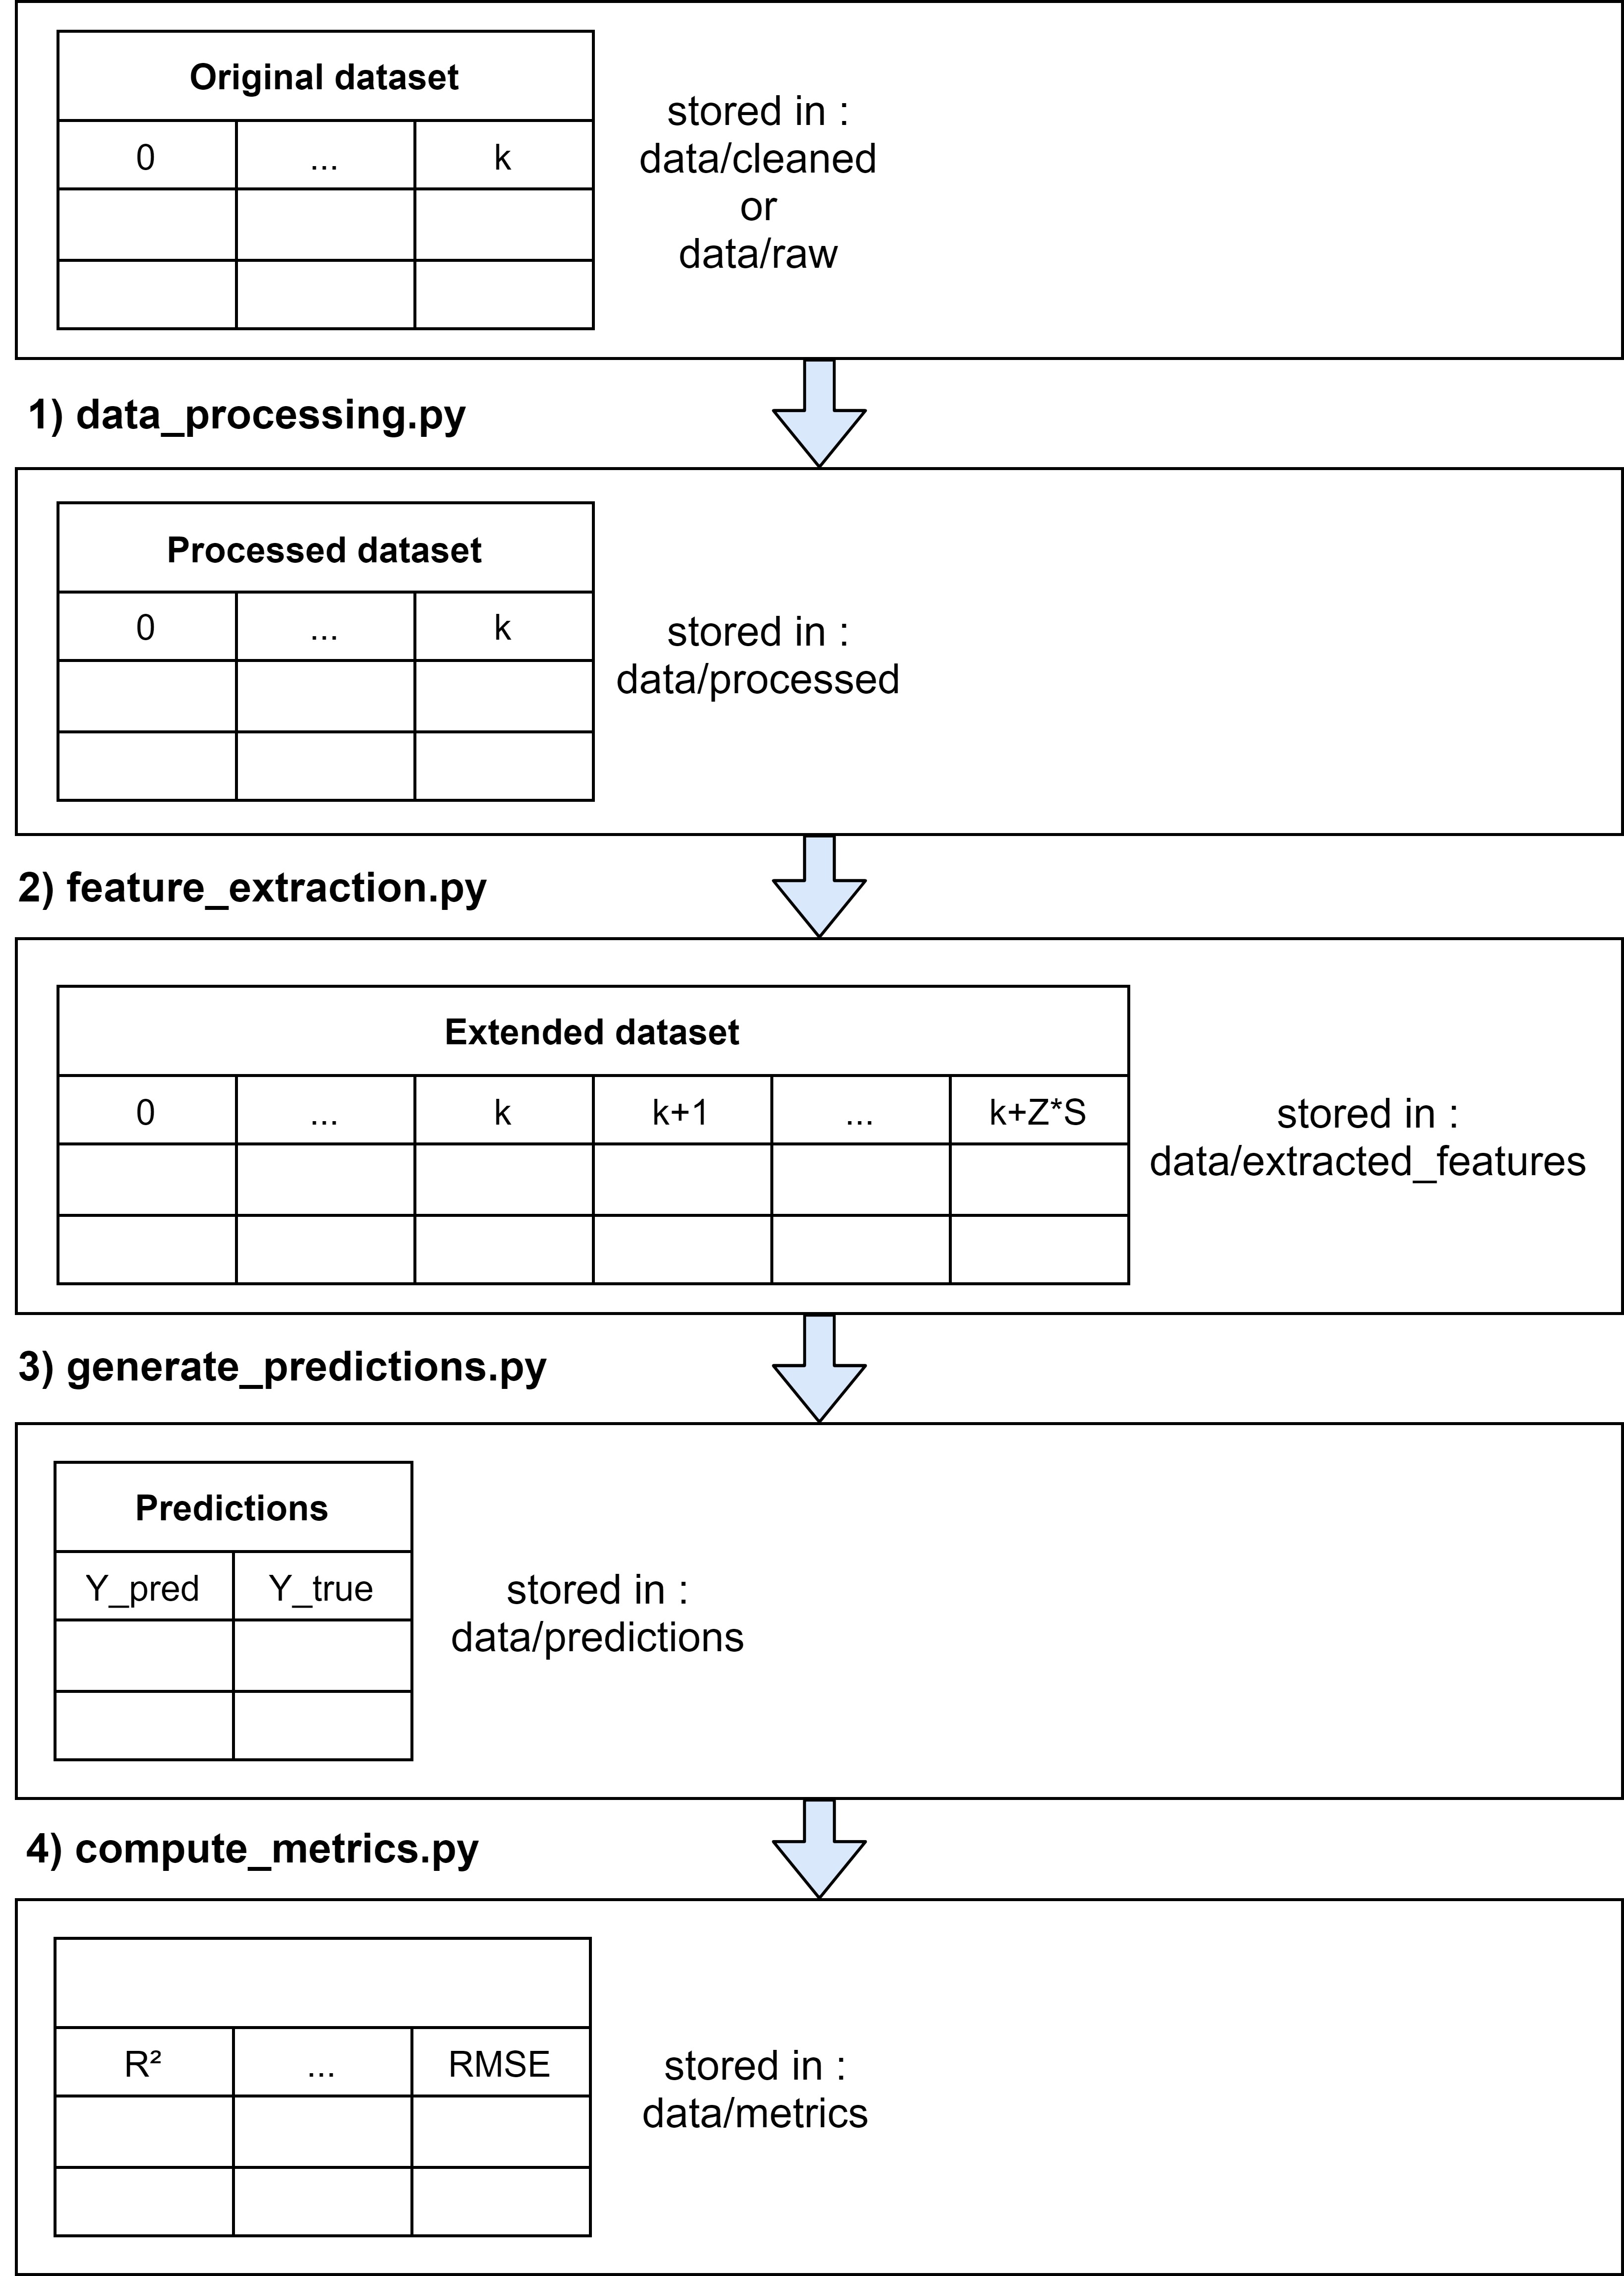 Original dataset
0 ... k
stored in :
data/cleaned
or
data/raw
1) data_processing.py
Processed dataset
0 ... k
stored in :
data/processed
2) feature_extraction.py
Extended dataset
0 ... k k+1 ... k+Z*S
stored in :
data/extracted_features
3) generate_predictions.py
Predictions
Y_pred Y_true
stored in :
data/predictions
4) compute_metrics.py
R² ... RMSE
stored in :
data/metrics